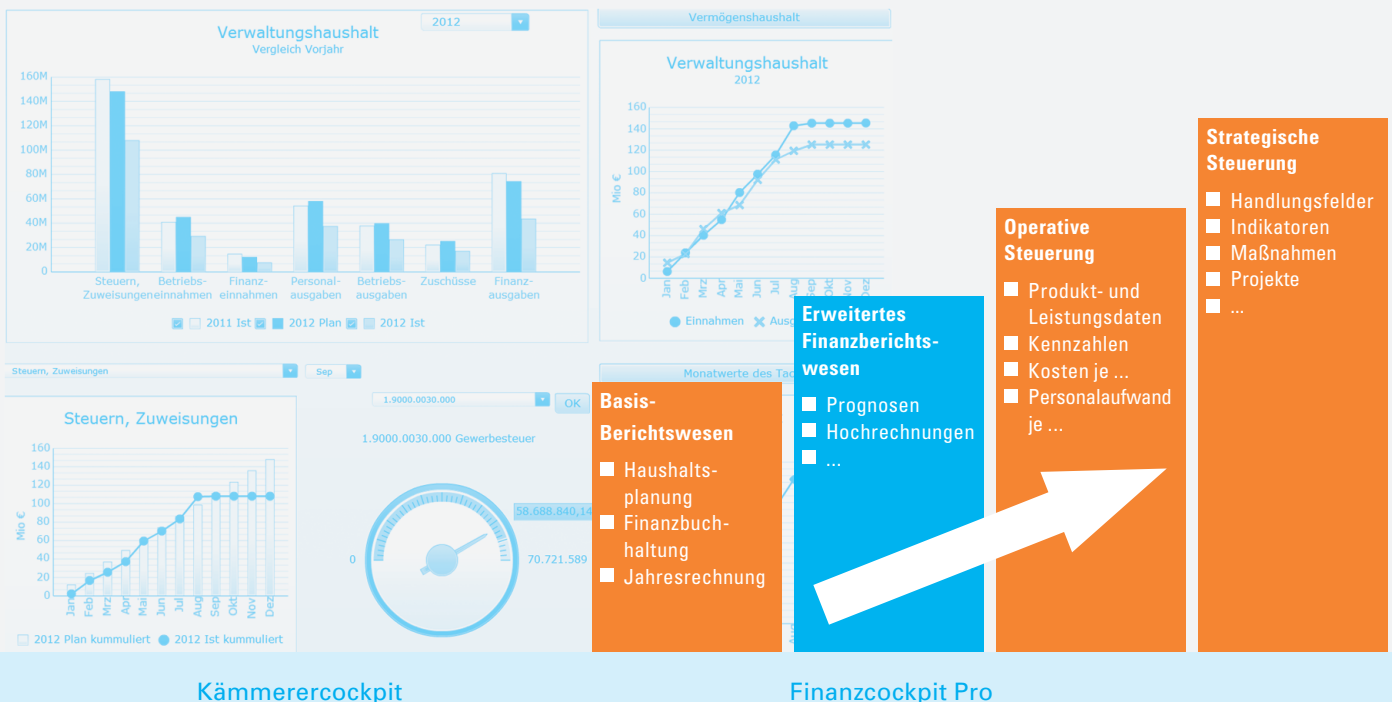 2012
Verwaltungshaushalt
Vergleich Vorjahr
160M
140M
120M
100M
80M
60M
40M
20M
0
Steuern,
Zuweisungen
Betriebs-
einnahmen
Finanz-
einnahmen
Personal-
ausgaben
Betriebs-
ausgaben
Zuschüsse
Finanz-
ausgaben
2011 Ist 2012 Plan 2012 Ist
Vermögenshaushalt
Verwaltungshaushalt
2012
Mio €
160
140
120
100
80
60
40
20
0
Jan Feb Mrz Apr Mai Jun Jul Aug Sep Okt Nov Dez
Einnahmen
Steuern, Zuweisungen
Sep
Steuern, Zuweisungen
Mio €
160
140
120
100
80
60
40
20
0
Jan Feb Mrz Apr Mai Jun Jul Aug Sep Okt Nov Dez
2012 Plan kummuliert 2012 Ist kummuliert
1.9000.0030.000
OK
1.9000.0030.000 Gewerbesteuer
58.688.840,14
0
70.721.589
Monatwerte des
Basis-
Berichtswesen
Haushalts-
planung
Finanzbuch-
haltung
Jahresrechnung
Erweitertes
Finanzberichts-
wesen
Prognosen
Hochrechnungen
...
Operative
Steuerung
Produkt- und
Leistungsdaten
Kennzahlen
Kosten je ...
Personalaufwand
je ...
Strategische
Steuerung
Handlungsfelder
Indikatoren
Maßnahmen
Projekte
...
Kämmerercockpit
Finanzcockpit Pro